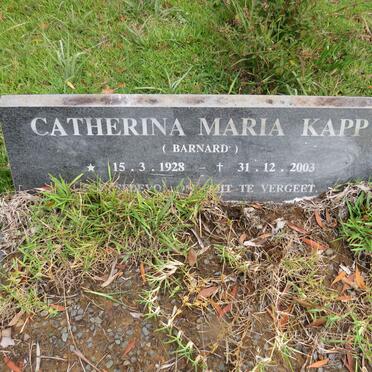 CATHERINA MARIA KAPP
( BARNARD )
★ 15.3.1928 - † 31.12.2003
TE VERGEET.